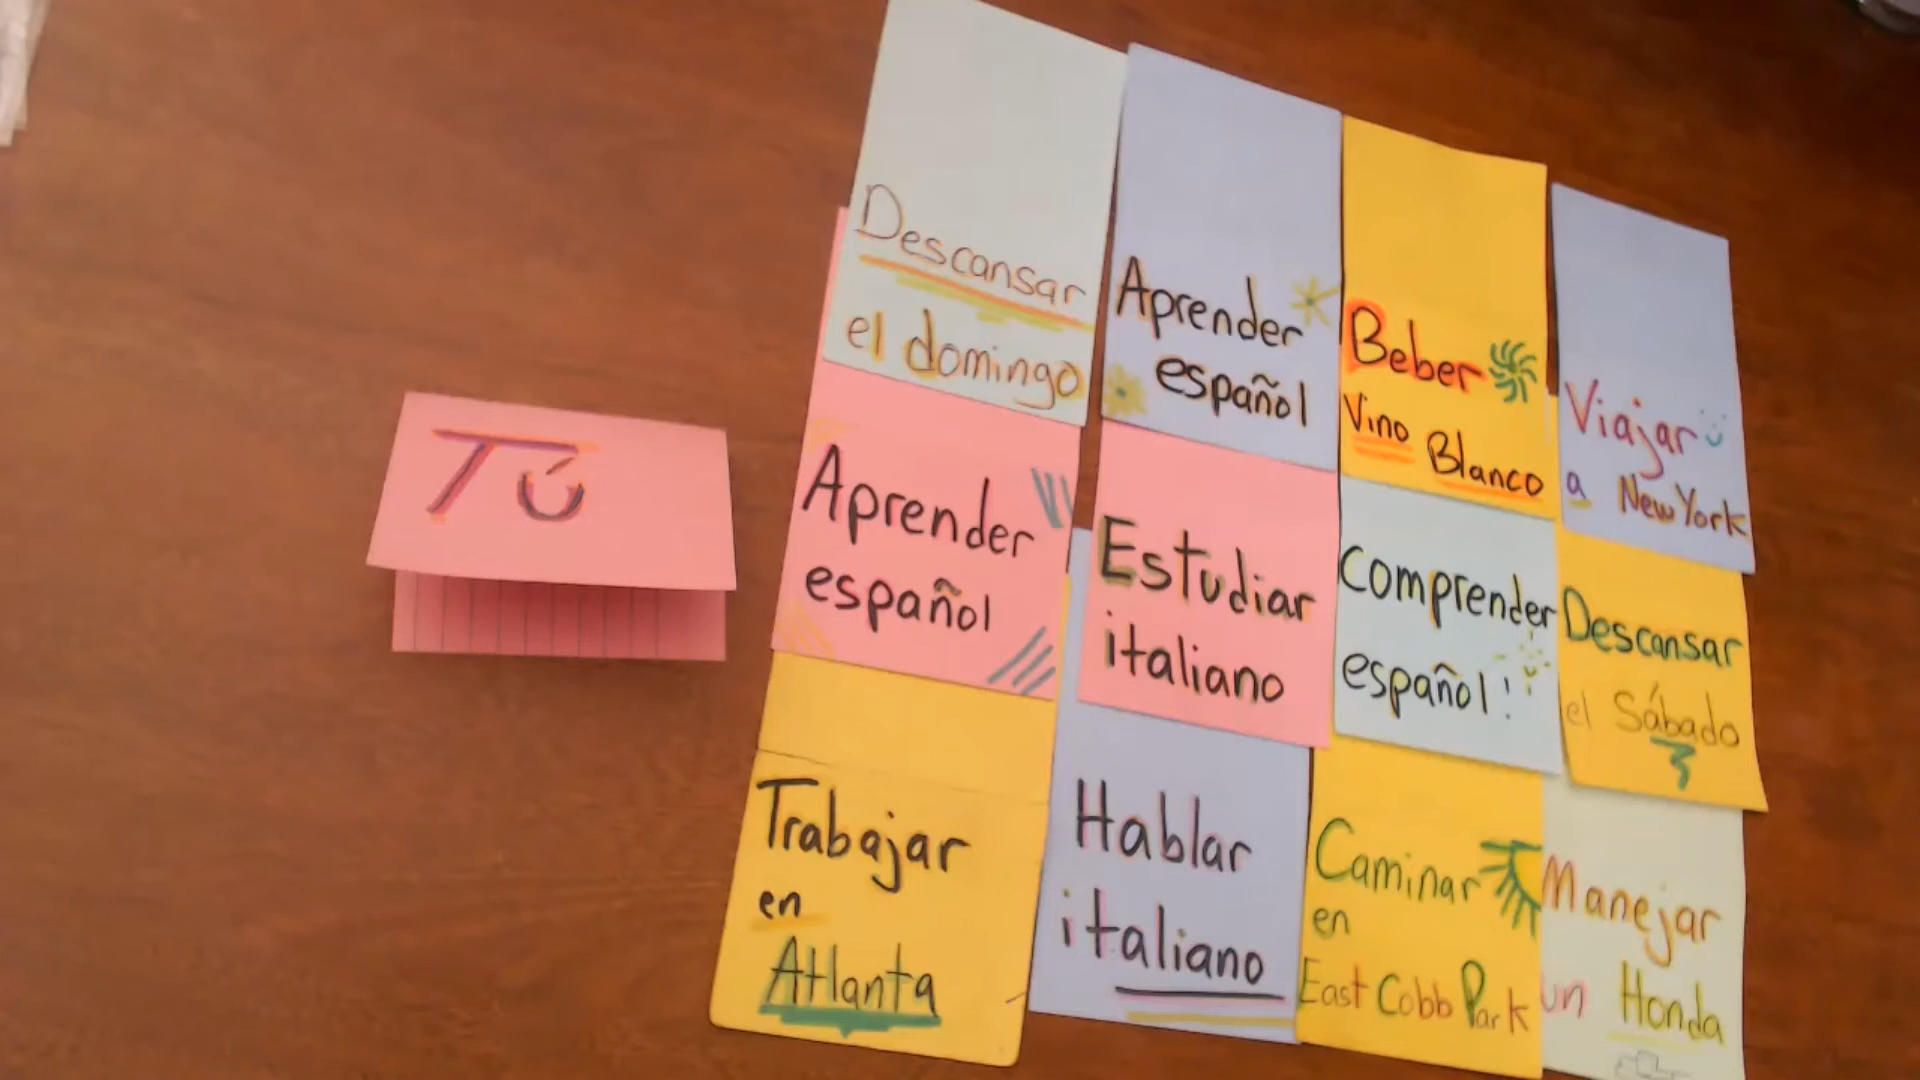 Tú
Descansar
el domingo
Aprender
español
Beber
Vino Blanco
Viajar
a New York
Aprender
español
Estudiar
italiano
Comprender
español!
Descansar
el Sábado
Trabajar
en
Atlanta
Hablar
italiano
Caminar
en
East Cobb Park
Manejar
un Honda